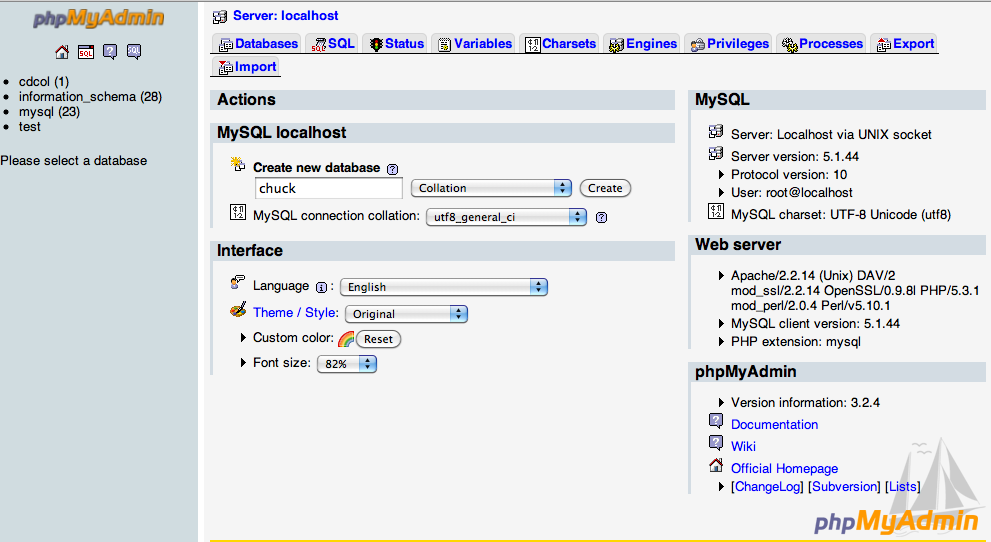 phpMyAdmin
SQL
SQL
cdcol (1)
information_schema (28)
mysql (23)
test
Please select a database
Server: localhost
Databases SQL Status Variables Charsets Engines Privileges Processes Export
Import
Actions
MySQL localhost
Create new database ?
chuck Collation Create
MySQL connection collation: utf8_general_ci ?
Interface
Language i : English
Theme / Style: Original
Custom color: Reset
Font size: 82%
MySQL
Server: Localhost via UNIX socket
Server version: 5.1.44
Protocol version: 10
User: root@localhost
MySQL charset: UTF-8 Unicode (utf8)
Web server
Apache/2.2.14 (Unix) DAV/2
mod_ssl/2.2.14 OpenSSL/0.9.8l PHP/5.3.1
mod_perl/2.0.4 Perl/v5.10.1
MySQL client version: 5.1.44
PHP extension: mysql
phpMyAdmin
Version information: 3.2.4
Documentation
Wiki
Official Homepage
[ChangeLog] [Subversion] [Lists]
phpMyAdmin